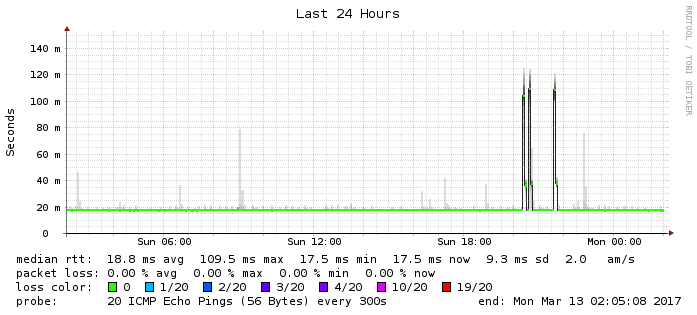 Last 24 Hours
RRDTOOL / TOBI OETIKER
Seconds
140 m
120 m
100 m
80 m
60 m
40 m
20 m
0
Sun 06:00 Sun 12:00 Sun 18:00 Mon 00:00
median rtt: 18.8 ms avg 109.5 ms max 17.5 ms min 17.5 ms now 9.3 ms sd 2.0 am/s
packet loss: 0.00 % avg 0.00 % max 0.00 % min 0.00 % now
loss color: 0 1/20 2/20 3/20 4/20 10/20 19/20
probe: 20 ICMP Echo Pings (56 Bytes) every 300s end: Mon Mar 13 02:05:08 2017